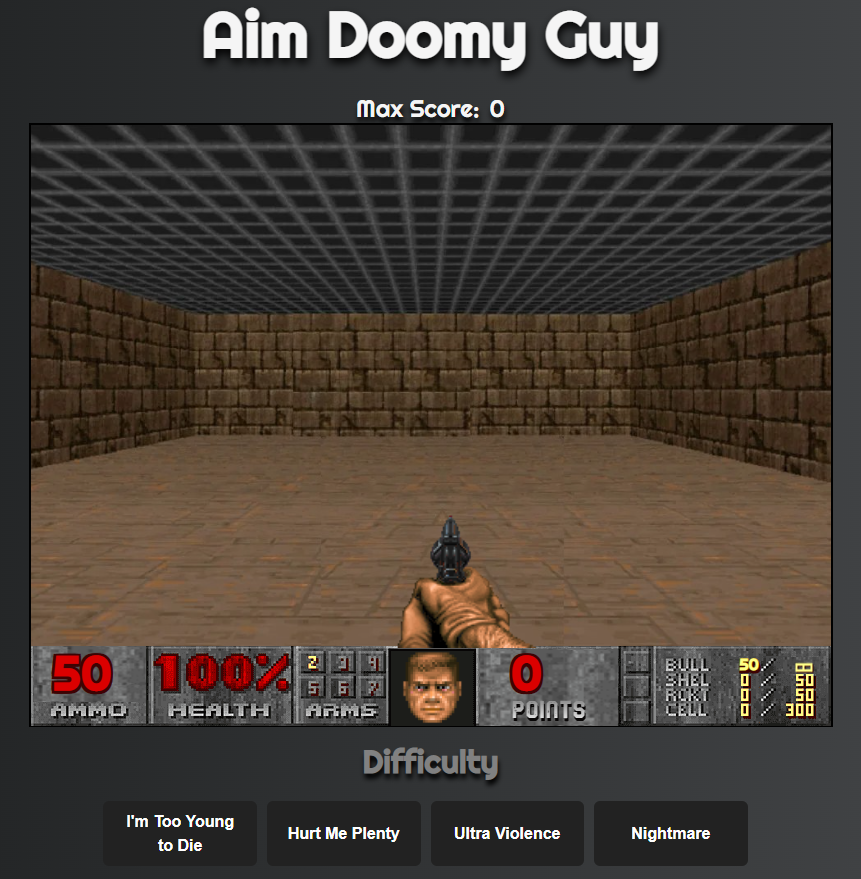 Aim Doomy Guy
Max Score: 0
50
AMMO
100%
HEALTH
2 3 4
5 6 7
ARMS
0
POINTS
BULL 50 / ∞
SHEL 0 / 50
RCKT 0 / 50
CELL 0 / 300
Difficulty
I'm Too Young
to Die
Hurt Me Plenty
Ultra Violence
Nightmare